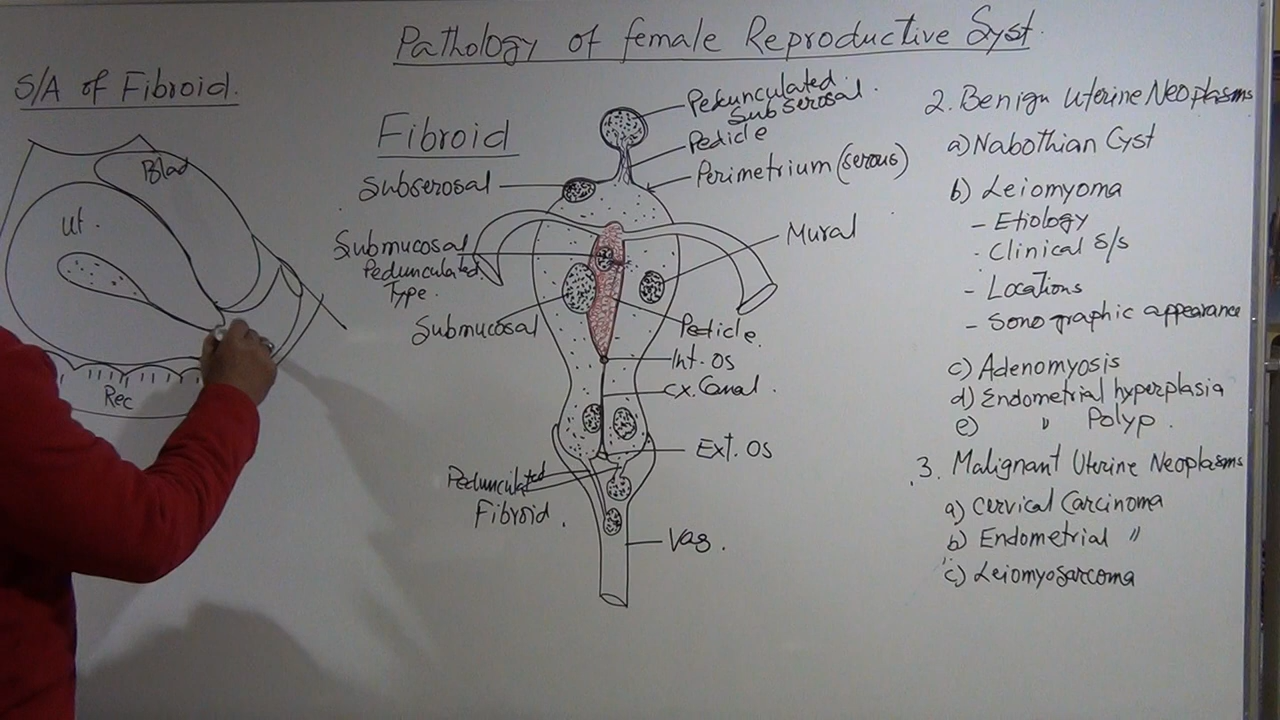 Pathology of female Reproductive Syst.
S/A of Fibroid.
Blad
Ut.
Rec
Fibroid
Pedunculated
Subserosal.
Pedicle
Perimetrium (serous)
Subserosal
Mural
Submucosal
Pedunculated
Type.
Submucosal
Pedicle.
Int. Os
Cx. Canal.
Ext. Os
Pedunculated
Fibroid.
Vag.
2. Benign Uterine Neoplasms
a) Nabothian Cyst
b) Leiomyoma
- Etiology
- Clinical S/s
- Locations
- Sonographic appearance
c) Adenomyosis
d) Endometrial hyperplasia
e) " Polyp.
3. Malignant Uterine Neoplasms
a) Cervical Carcinoma
b) Endometrial "
c) Leiomyosarcoma